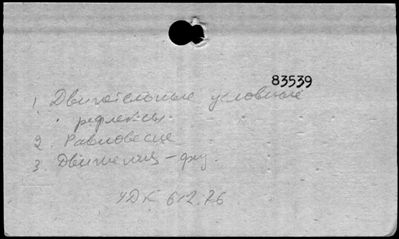 83539
1 Двигательные условные
рефлексы.
2. Равновесие
3. Движения - физ.
УДК 612.76